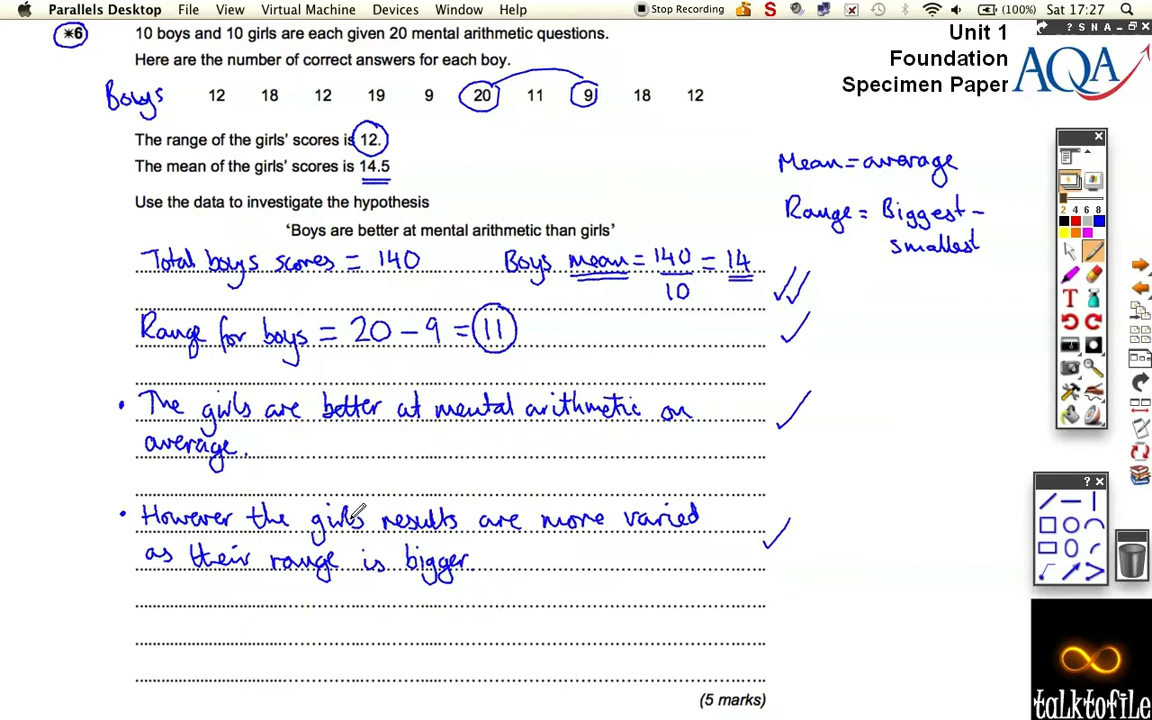 Parallels Desktop File View Virtual Machine Devices Window Help Stop Recording S (100%) Sat 17:27
*6 10 boys and 10 girls are each given 20 mental arithmetic questions.
Here are the number of correct answers for each boy.
Unit 1
Foundation
Specimen Paper
AQA
? S N A
Boys 12 18 12 19 9 20 11 9 18 12
The range of the girls' scores is 12.
The mean of the girls' scores is 14.5
Mean = average
Use the data to investigate the hypothesis
Range = Biggest -
smallest
'Boys are better at mental arithmetic than girls'
Total boys scores = 140 Boys mean = 140 = 14
10
Range for boys = 20 - 9 = 11
• The girls are better at mental arithmetic on
average.
• However the girls results are more varied
as their range is bigger
(5 marks)
2 4 6 8
T
?
talktofile